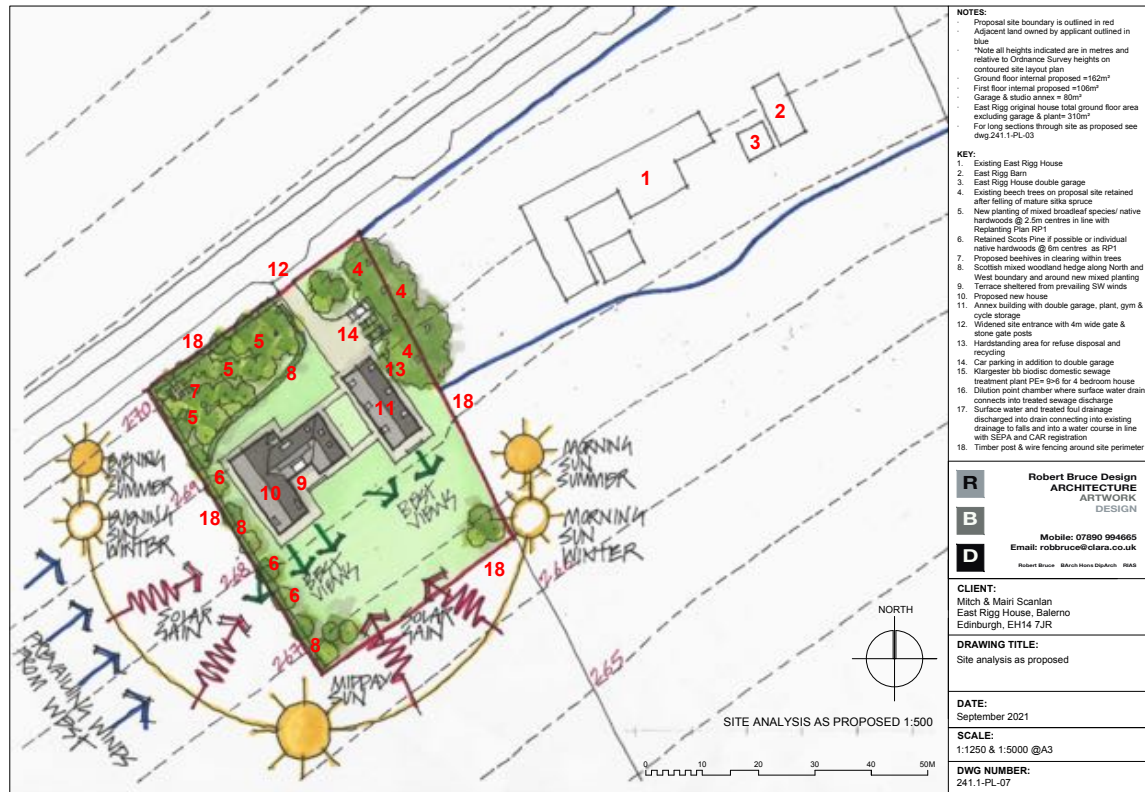 12
18
4
4
14
5
5
8
7
5
13
4
11
18
270
EVENING
SUN
SUMMER
269
EVENING
SUN
WINTER
6
18
8
10
9
BEST
VIEWS
BEST
VIEWS
MORNING
SUN
SUMMER
MORNING
SUN
WINTER
268
6
6
18
266
SOLAR
GAIN
SOLAR
GAIN
8
267
MIDDAY
SUN
PREVAILING WINDS
FROM WEST
265
1
2
3
NORTH
SITE ANALYSIS AS PROPOSED 1:500
0 10 20 30 40 50M
NOTES:
· Proposal site boundary is outlined in red
· Adjacent land owned by applicant outlined in
blue
· *Note all heights indicated are in metres and
relative to Ordnance Survey heights on
contoured site layout plan
· Ground floor internal proposed =162m²
· First floor internal proposed =106m²
· Garage & studio annex = 80m²
· East Rigg original house total ground floor area
excluding garage & plant= 310m²
· For long sections through site as proposed see
dwg.241.1-PL-03
KEY:
1. Existing East Rigg House
2. East Rigg Barn
3. East Rigg House double garage
4. Existing beech trees on proposal site retained
after felling of mature sitka spruce
5. New planting of mixed broadleaf species/ native
hardwoods @ 2.5m centres in line with
Replanting Plan RP1
6. Retained Scots Pine if possible or individual
native hardwoods @ 6m centres as RP1
7. Proposed beehives in clearing within trees
8. Scottish mixed woodland hedge along North and
West boundary and around new mixed planting
9. Terrace sheltered from prevailing SW winds
10. Proposed new house
11. Annex building with double garage, plant, gym &
cycle storage
12. Widened site entrance with 4m wide gate &
stone gate posts
13. Hardstanding area for refuse disposal and
recycling
14. Car parking in addition to double garage
15. Klargester bb biodisc domestic sewage
treatment plant PE= 9>6 for 4 bedroom house
16. Dilution point chamber where surface water drain
connects into treated sewage discharge
17. Surface water and treated foul drainage
discharged into drain connecting into existing
drainage to falls and into a water course in line
with SEPA and CAR registration
18. Timber post & wire fencing around site perimeter
R
B
D
Robert Bruce Design
ARCHITECTURE
ARTWORK
DESIGN
Mobile: 07890 994665
Email: robbruce@clara.co.uk
Robert Bruce BArch Hons DipArch RIAS
CLIENT:
Mitch & Mairi Scanlan
East Rigg House, Balerno
Edinburgh, EH14 7JR
DRAWING TITLE:
Site analysis as proposed
DATE:
September 2021
SCALE:
1:1250 & 1:5000 @A3
DWG NUMBER:
241.1-PL-07